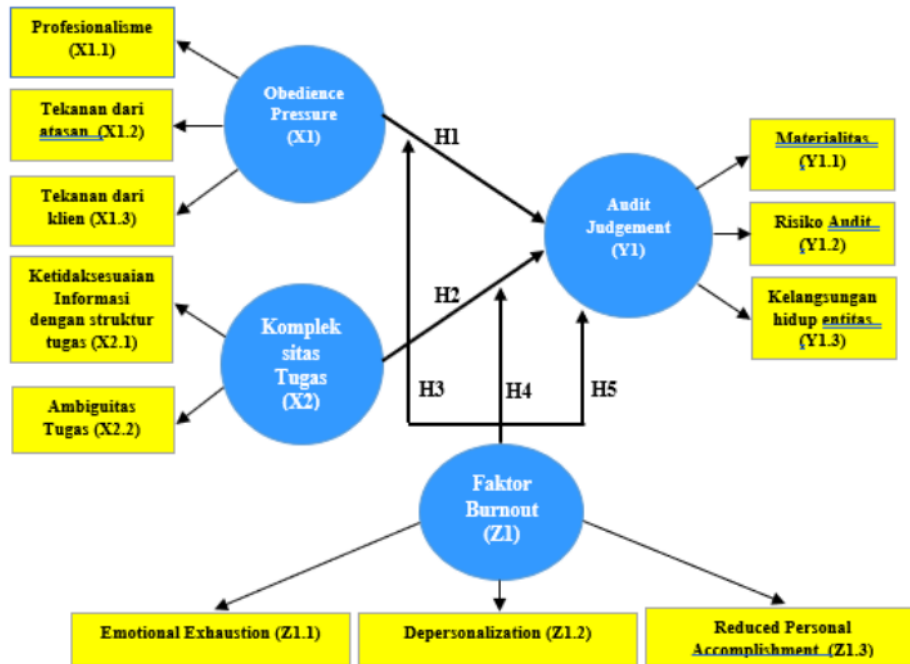 Profesionalisme
(X1.1)
Tekanan dari
atasan (X1.2)
Tekanan dari
klien (X1.3)
Ketidaksesuaian
Informasi
dengan struktur
tugas (X2.1)
Ambiguitas
Tugas (X2.2)
Obedience
Pressure
(X1)
Komplek
sitas
Tugas
(X2)
H1
H2
H3
H4
H5
Audit
Judgement
(Y1)
Materialitas
(Y1.1)
Risiko Audit
(Y1.2)
Kelangsungan
hidup entitas
(Y1.3)
Faktor
Burnout
(Z1)
Emotional Exhaustion (Z1.1)
Depersonalization (Z1.2)
Reduced Personal
Accomplishment (Z1.3)